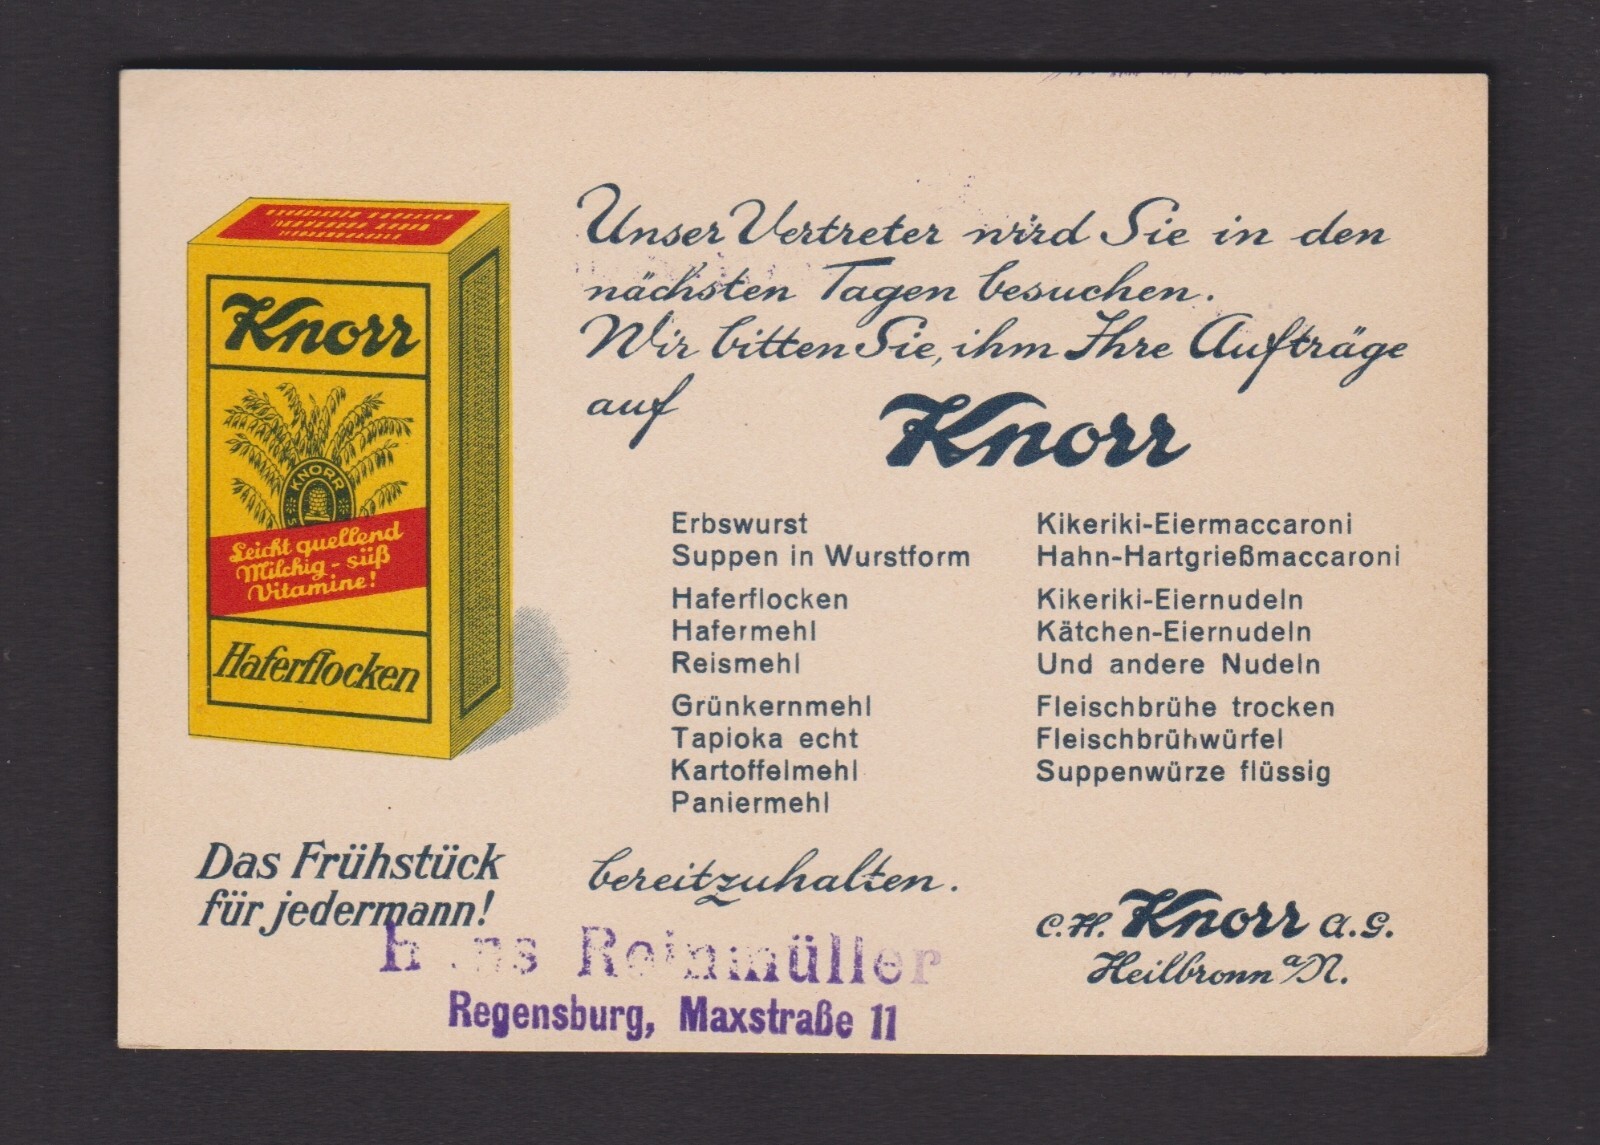 Knorr
KNORR
Leicht quellend
Milchig - süß
Vitamine!
Haferflocken
Das Frühstück
für jedermann!
Unser Vertreter wird Sie in den
nächsten Tagen besuchen.
Wir bitten Sie, ihm Ihre Aufträge
auf Knorr
Erbswurst
Suppen in Wurstform
Haferflocken
Hafermehl
Reismehl
Grünkernmehl
Tapioka echt
Kartoffelmehl
Paniermehl
Kikeriki-Eiermaccaroni
Hahn-Hartgrießmaccaroni
Kikeriki-Eiernudeln
Kätchen-Eiernudeln
Und andere Nudeln
Fleischbrühe trocken
Fleischbrühwürfel
Suppenwürze flüssig
bereitzuhalten.
C.H. Knorr A.G.
Heilbronn a/N.
Reinmüller
Regensburg, Maxstraße 11